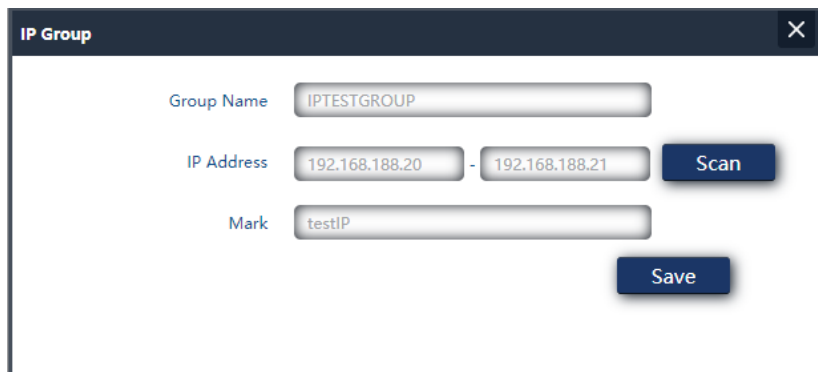 IP Group
Group Name IPTESTGROUP
IP Address 192.168.188.20 - 192.168.188.21 Scan
Mark testIP
Save